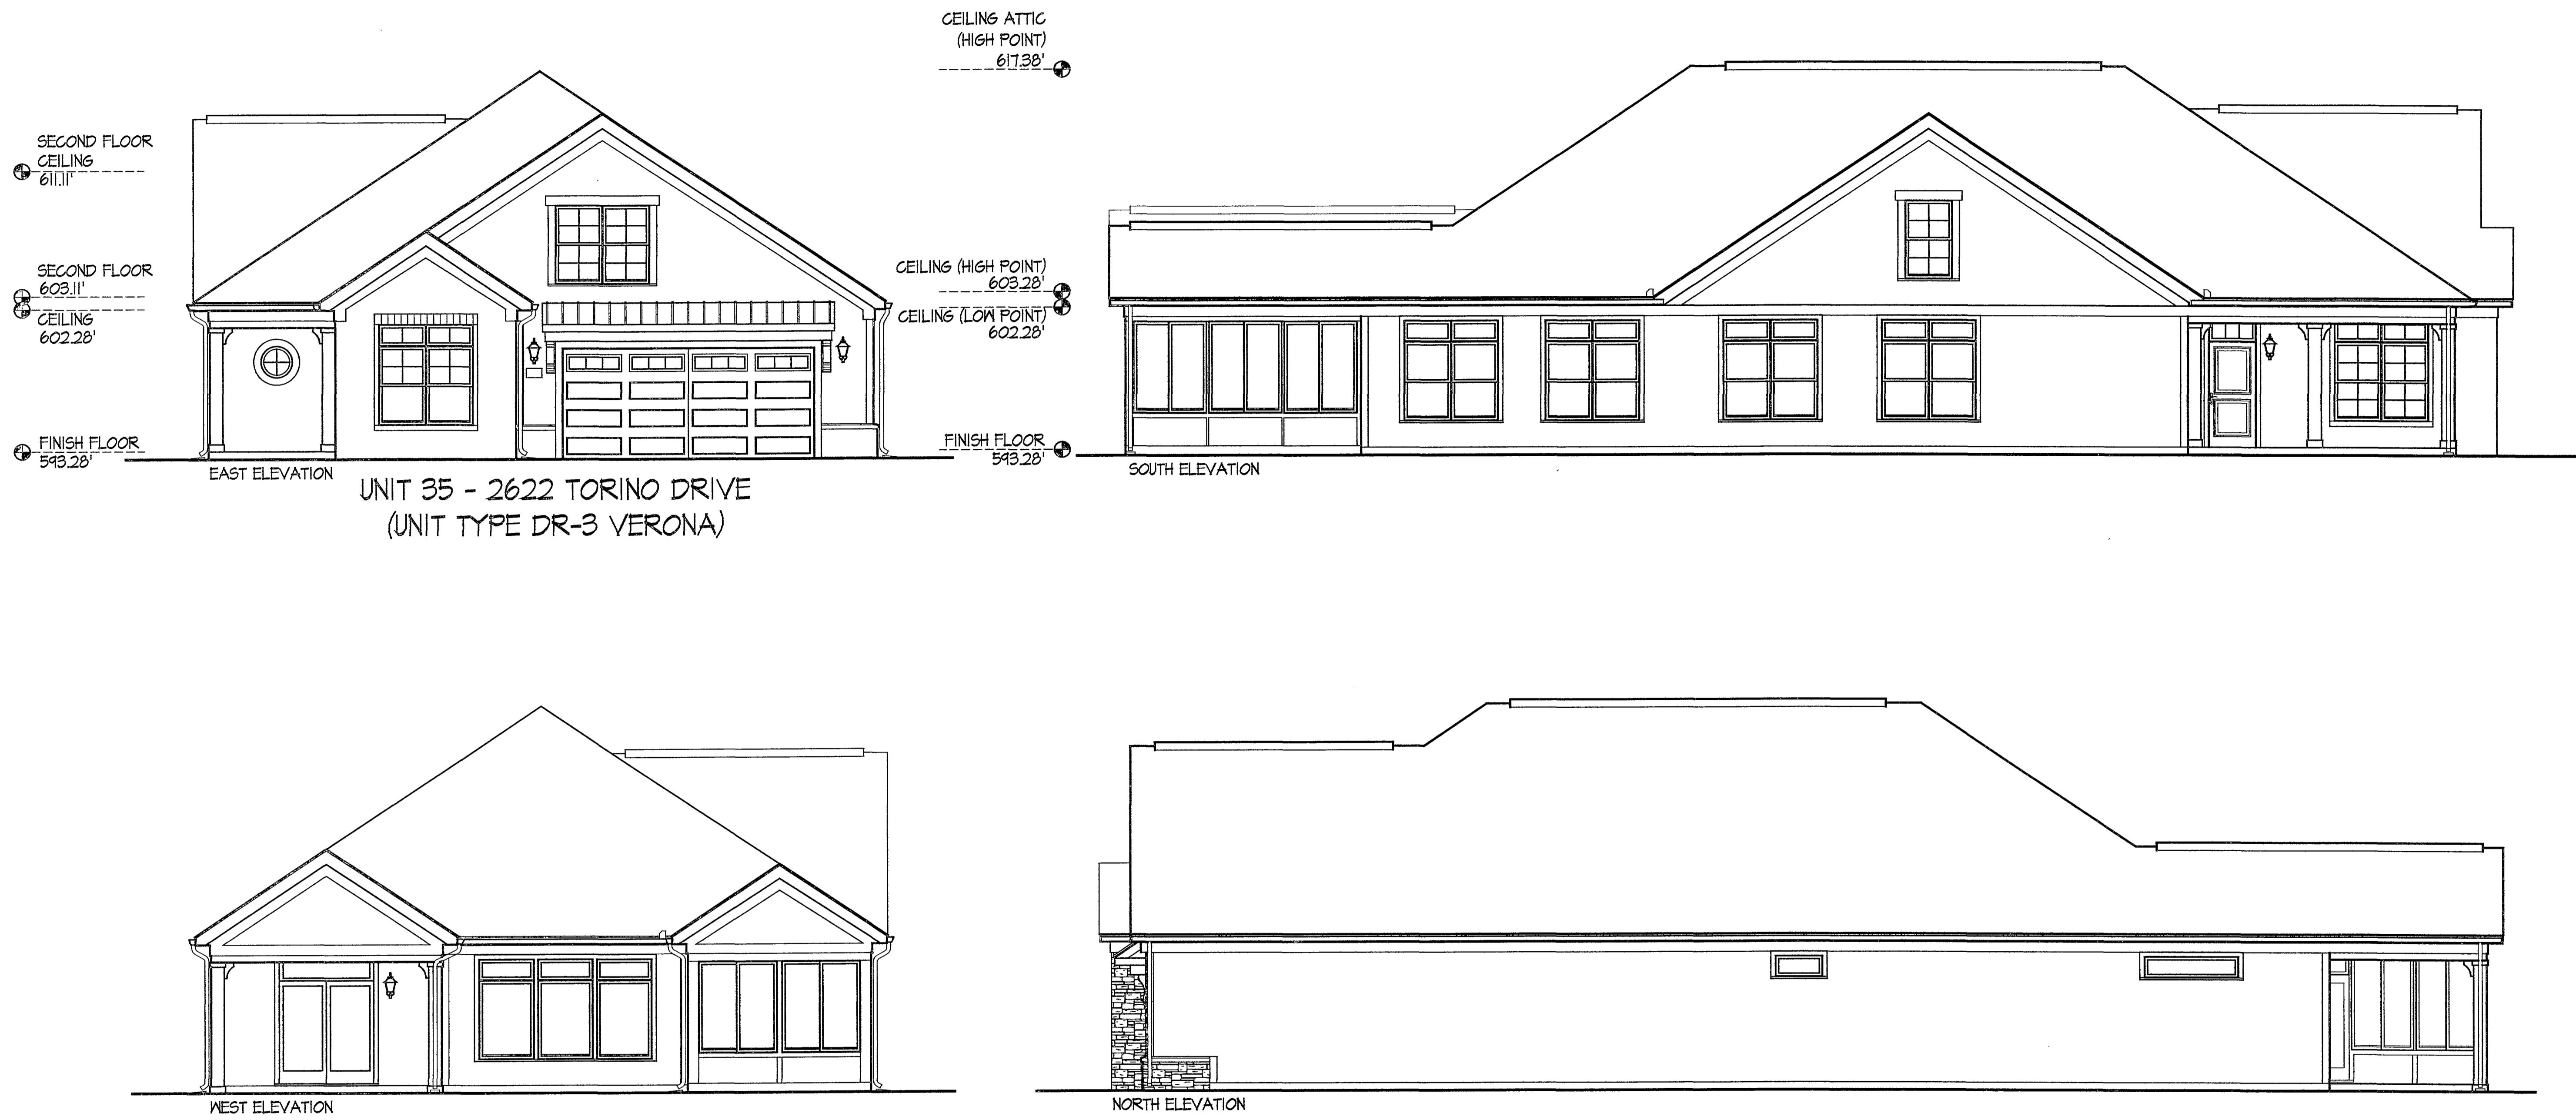 CEILING ATTIC
(HIGH POINT)
617.38'
SECOND FLOOR
CEILING
611.11'
SECOND FLOOR
603.11'
CEILING
602.28'
FINISH FLOOR
593.28'
CEILING (HIGH POINT)
603.28'
CEILING (LOW POINT)
602.28'
FINISH FLOOR
593.28'
EAST ELEVATION
SOUTH ELEVATION
UNIT 35 - 2622 TORINO DRIVE
(UNIT TYPE DR-3 VERONA)
WEST ELEVATION
NORTH ELEVATION